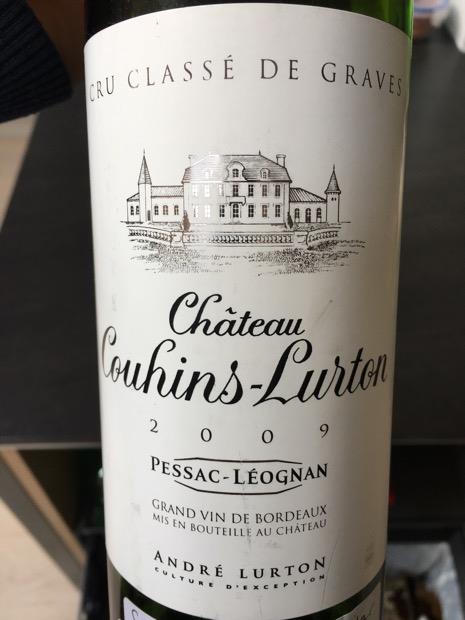 CRU CLASSÉ DE GRAVES
Château
Couhins-Lurton
2009
PESSAC-LÉOGNAN
GRAND VIN DE BORDEAUX
MIS EN BOUTEILLE AU CHÂTEAU
ANDRÉ LURTON
CULTURE D'EXCEPTION